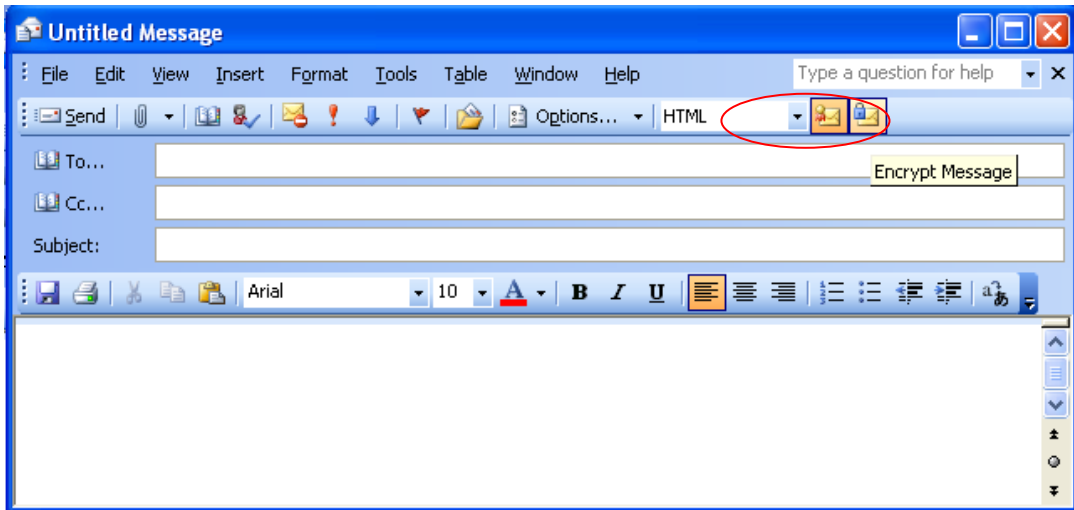 Untitled Message
File Edit View Insert Format Tools Table Window Help Type a question for help
Send Options... HTML
To...
Encrypt Message
Cc...
Subject:
Arial 10 A B I U